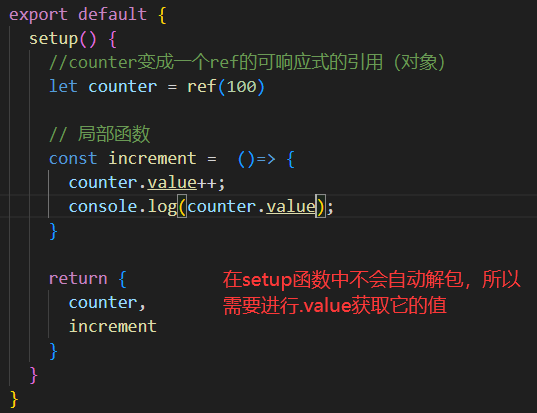 export default {
  setup() {
    //counter变成一个ref的可响应式的引用（对象）
    let counter = ref(100)

    // 局部函数
    const increment =  ()=> {
      counter.value++;
      console.log(counter.value);
    }

    return {
      counter,
      increment
    }
  }
}
在setup函数中不会自动解包，所以
需要进行.value获取它的值